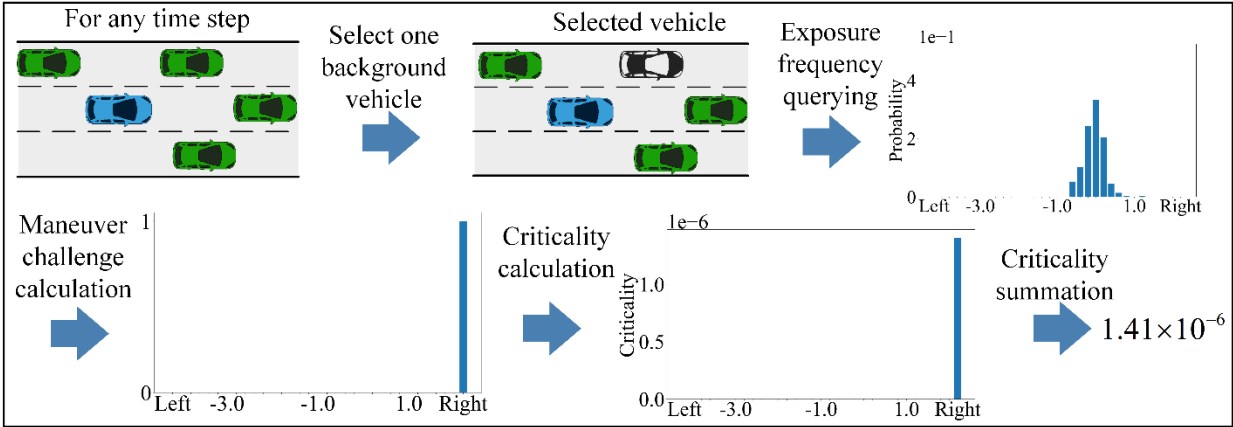 For any time step
Select one
background
vehicle
Selected vehicle
Exposure
frequency
querying
1e-1
Probability
4
2
0
Left -3.0 -1.0 1.0 Right
Maneuver
challenge
calculation
1
0
Left -3.0 -1.0 1.0 Right
Criticality
calculation
1e-6
Criticality
1.0
0.5
0.0
Left -3.0 -1.0 1.0 Right
Criticality
summation
1.41×10⁻⁶